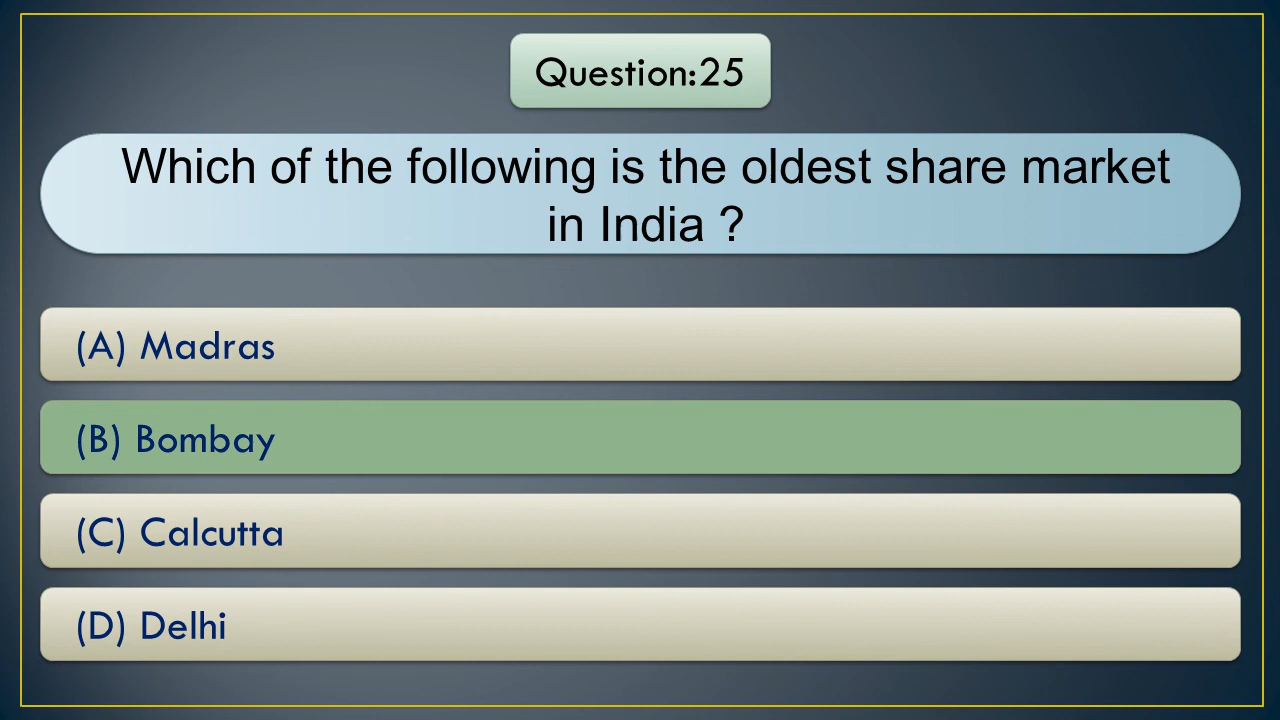 Question:25
Which of the following is the oldest share market
in India ?
(A) Madras
(B) Bombay
(C) Calcutta
(D) Delhi